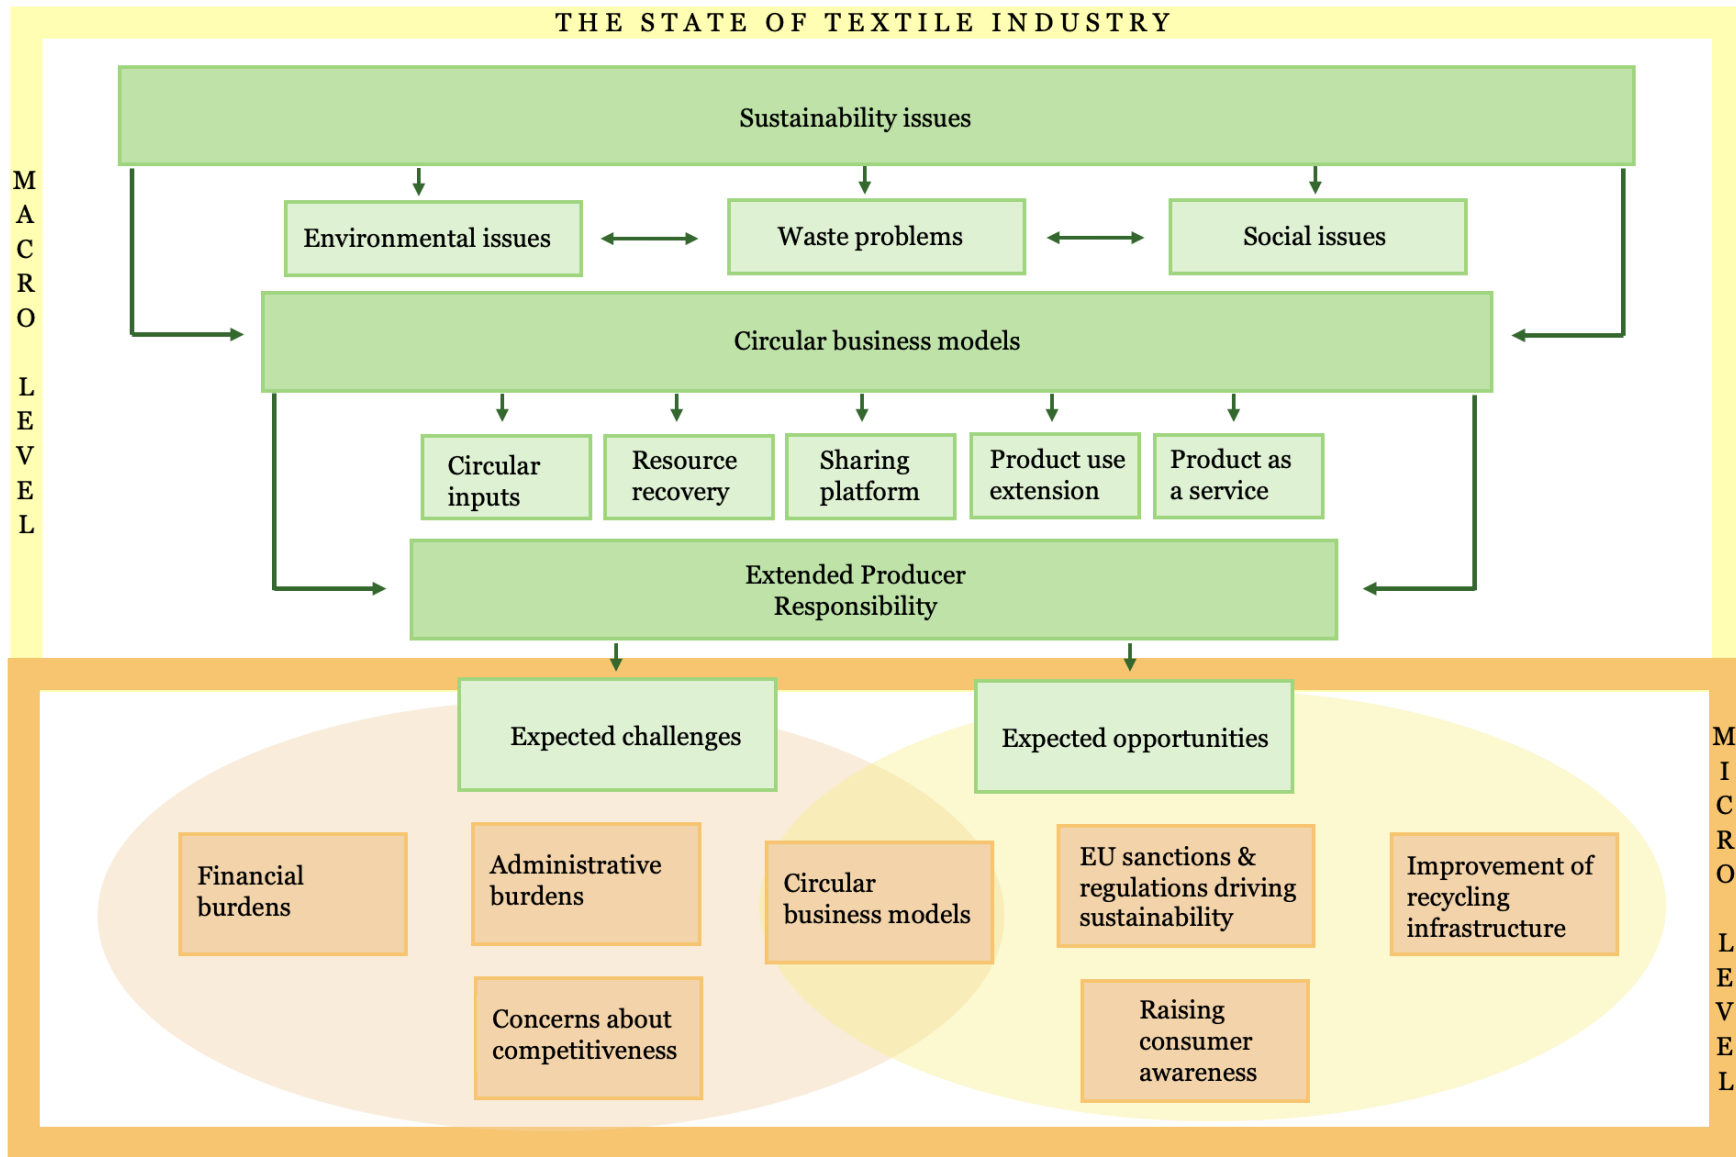 THE STATE OF TEXTILE INDUSTRY
MACRO LEVEL
Sustainability issues
Environmental issues
Waste problems
Social issues
Circular business models
Circular
inputs
Resource
recovery
Sharing
platform
Product use
extension
Product as
a service
Extended Producer
Responsibility
MICRO LEVEL
Expected challenges
Expected opportunities
Financial
burdens
Administrative
burdens
Circular
business models
EU sanctions &
regulations driving
sustainability
Improvement of
recycling
infrastructure
Concerns about
competitiveness
Raising
consumer
awareness